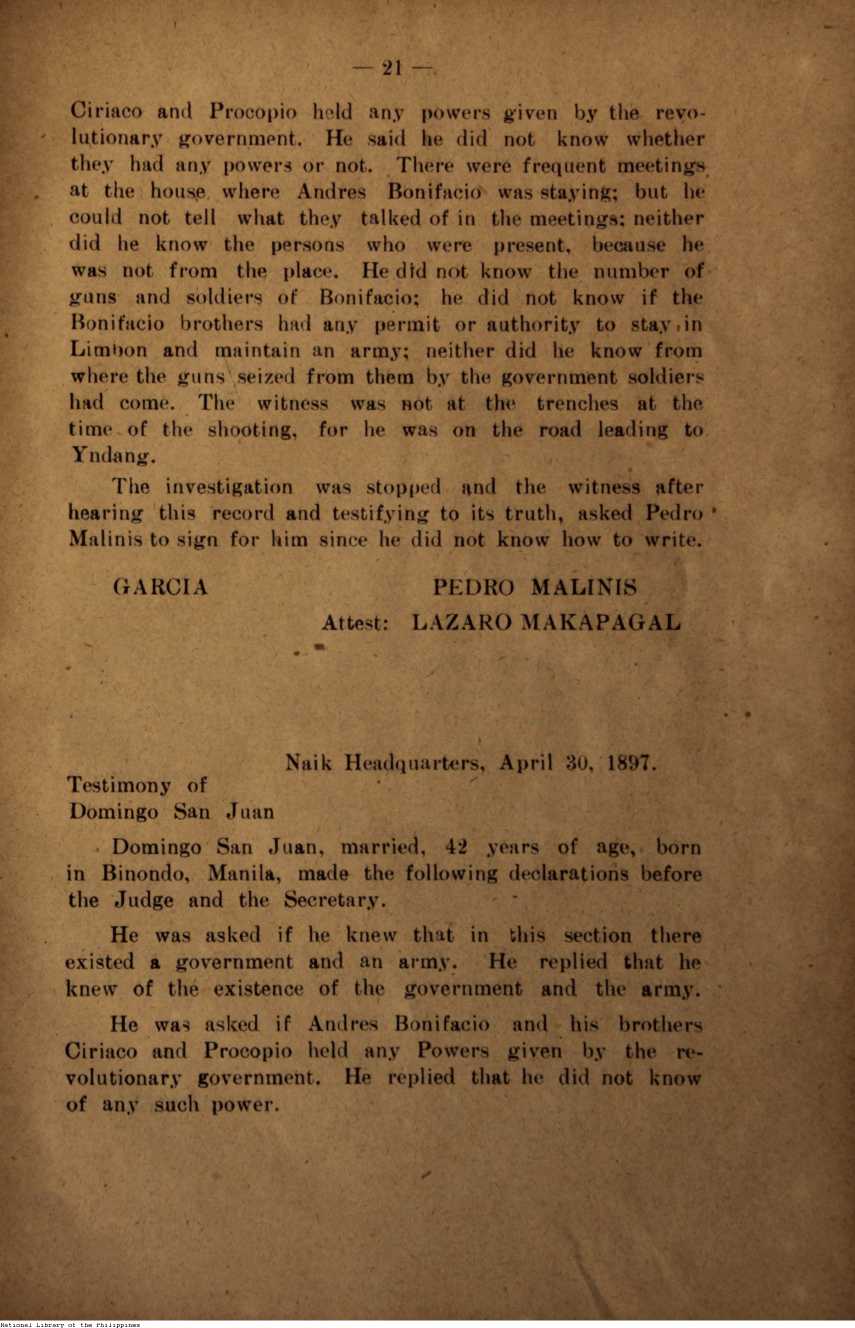 — 21 —
Ciriaco and Procopio held any powers given by the revo-
lutionary government. He said he did not know whether
they had any powers or not. There were frequent meetings
at the house where Andres Bonifacio was staying; but he
could not tell what they talked of in the meetings; neither
did he know the persons who were present, because he
was not from the place. He did not know the number of
guns and soldiers of Bonifacio; he did not know if the
Bonifacio brothers had any permit or authority to stay in
Limbon and maintain an army; neither did he know from
where the guns seized from them by the government soldiers
had come. The witness was not at the trenches at the
time of the shooting, for he was on the road leading to
Yndang.
The investigation was stopped and the witness after
hearing this record and testifying to its truth, asked Pedro
Malinis to sign for him since he did not know how to write.
GARCIA PEDRO MALINIS
Attest: LAZARO MAKAPAGAL
Naik Headquarters, April 30, 1897.
Testimony of
Domingo San Juan
Domingo San Juan, married, 42 years of age, born
in Binondo, Manila, made the following declarations before
the Judge and the Secretary.
He was asked if he knew that in this section there
existed a government and an army. He replied that he
knew of the existence of the government and the army.
He was asked if Andres Bonifacio and his brothers
Ciriaco and Procopio held any Powers given by the re-
volutionary government. He replied that he did not know
of any such power.
National Library of the Philippines